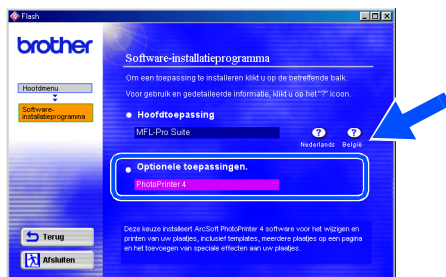 Flash
brother
Software-installatieprogramma
Om een toepassing te installeren klikt u op de betreffende balk.
Voor gebruik en gedetaileerde informatie, klikt u op het "?" icoon.
Hoofdmenu
Software-
installatieprogramma
Hoofdtoepassing
MFL-Pro Suite
? ?
Nederlands België
Optionele toepassingen.
PhotoPrinter 4
Deze keuze installeert ArcSoft PhotoPrinter 4 software voor het wijzigen en
printen van uw plaatjes, inclusief templates, meerdere plaatjes op een pagina
en het toevoegen van speciale effecten aan uw plaatjes.
Terug
Afsluiten